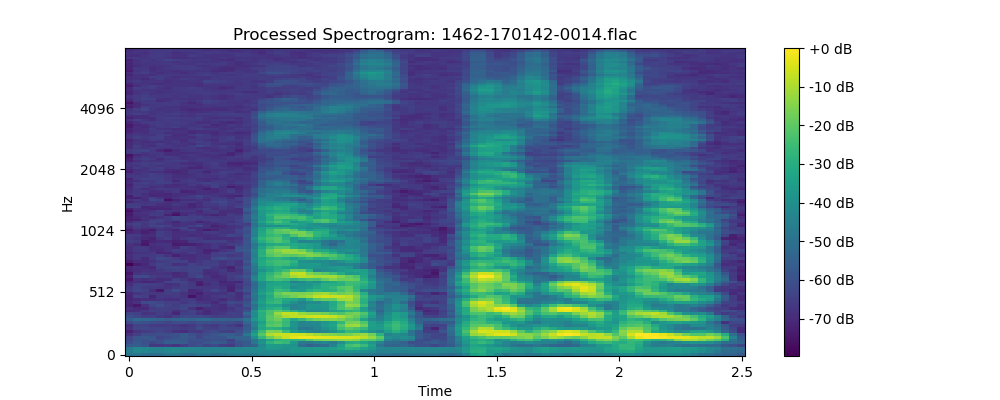 Processed Spectrogram: 1462-170142-0014.flac
Hz
4096
2048
1024
512
0
0
0.5
1
1.5
2
2.5
Time
+0 dB
-10 dB
-20 dB
-30 dB
-40 dB
-50 dB
-60 dB
-70 dB